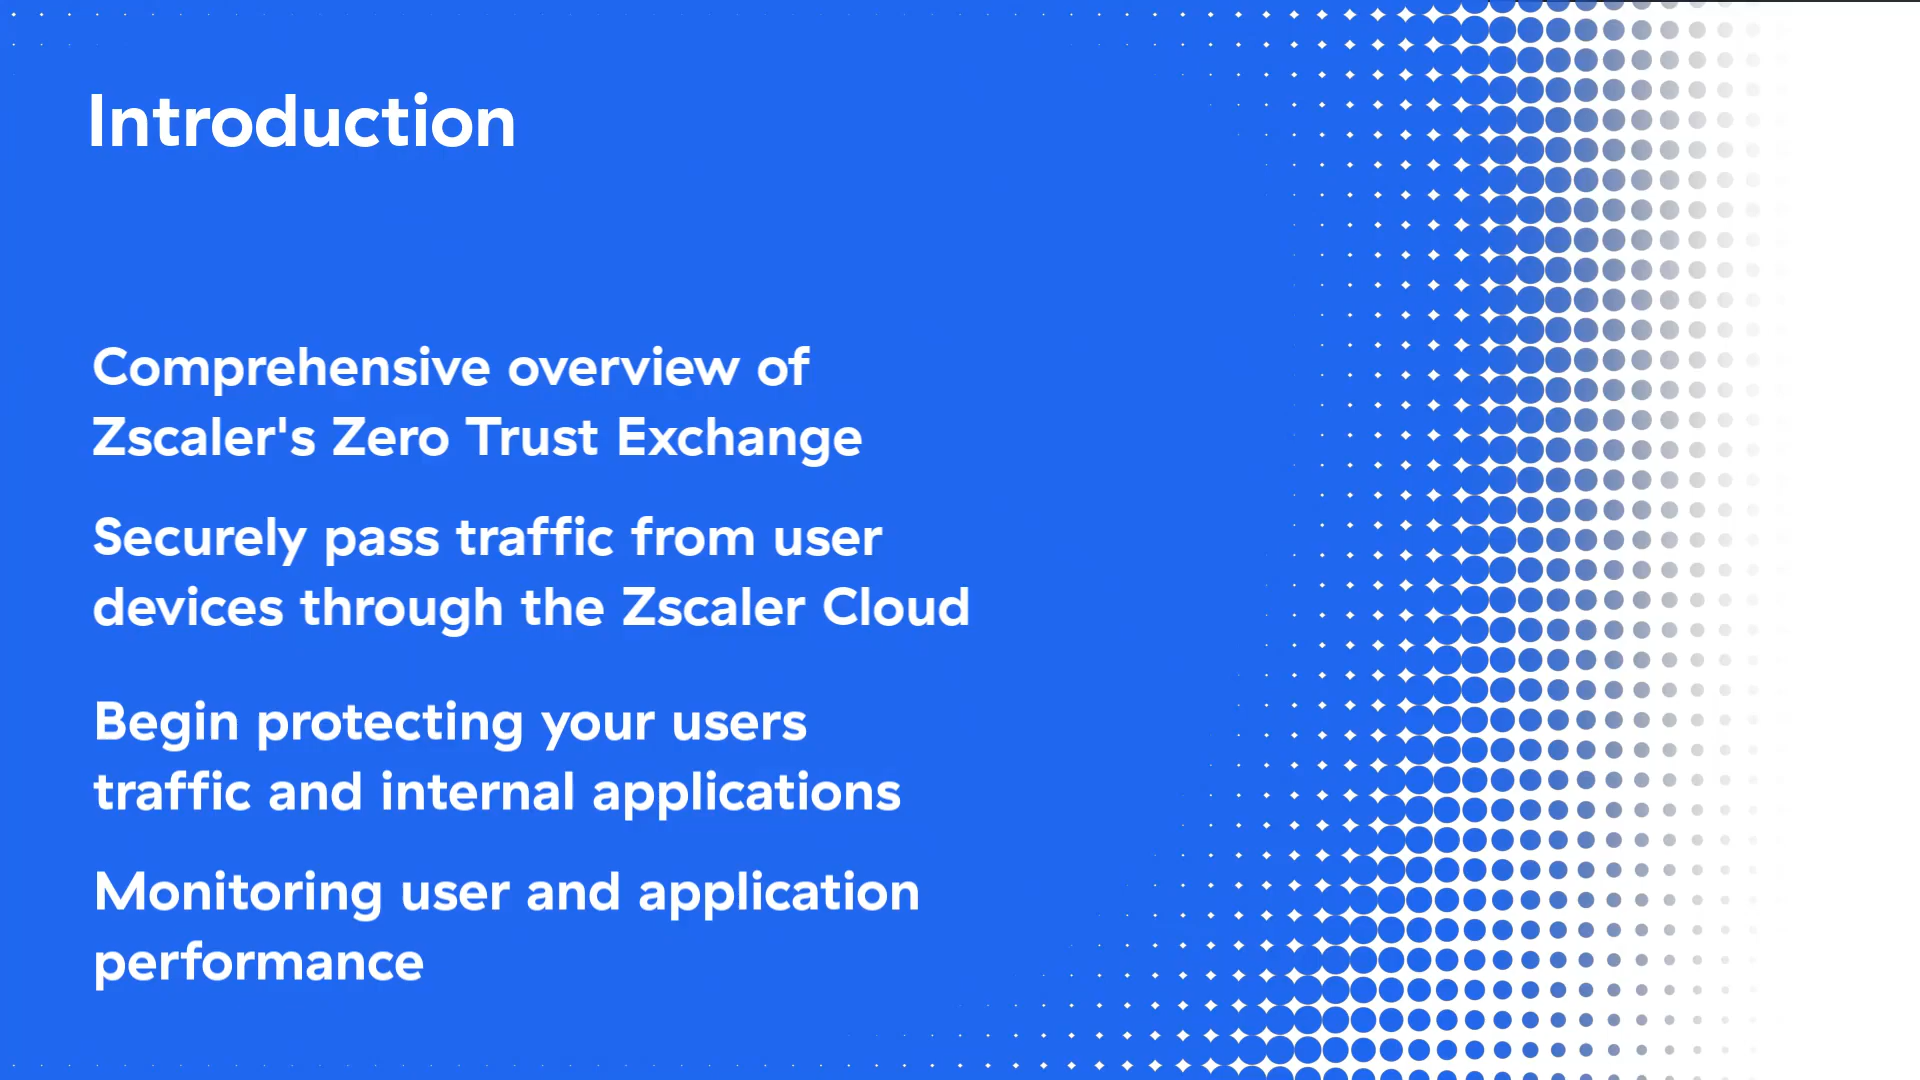 Introduction
Comprehensive overview of
Zscaler's Zero Trust Exchange
Securely pass traffic from user
devices through the Zscaler Cloud
Begin protecting your users
traffic and internal applications
Monitoring user and application
performance